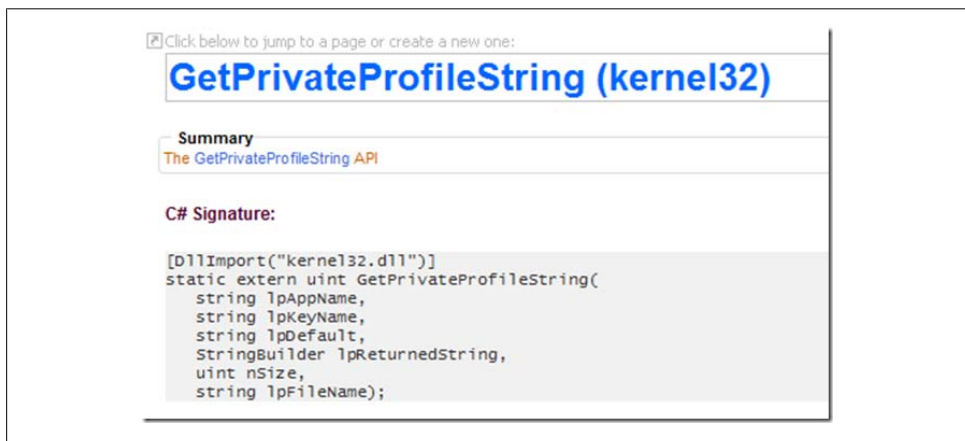 Click below to jump to a page or create a new one:
GetPrivateProfileString (kernel32)
Summary
The GetPrivateProfileString API
C# Signature:
[DllImport("kernel32.dll")]
static extern uint GetPrivateProfileString(
   string lpAppName,
   string lpKeyName,
   string lpDefault,
   StringBuilder lpReturnedString,
   uint nSize,
   string lpFileName);